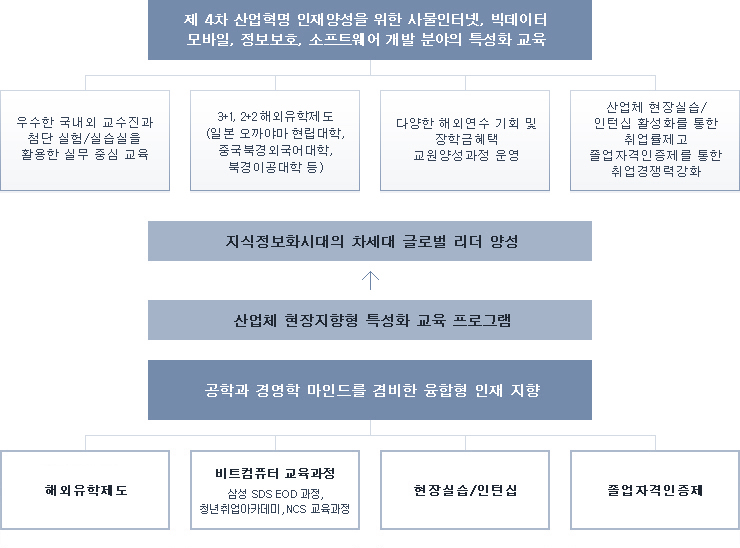 제 4차 산업혁명 인재양성을 위한 사물인터넷, 빅데이터
모바일, 정보보호, 소프트웨어 개발 분야의 특성화 교육
우수한 국내외 교수진과
첨단 실험/실습실을
활용한 실무 중심 교육
3+1, 2+2 해외유학제도
(일본 오까야마 현립대학,
중국북경외국어대학,
북경이공대학 등)
다양한 해외연수 기회 및
장학금혜택
교원양성과정 운영
산업체 현장실습/
인턴십 활성화를 통한
취업률제고
졸업자격인증제를 통한
취업경쟁력강화
지식정보화시대의 차세대 글로벌 리더 양성
산업체 현장지향형 특성화 교육 프로그램
공학과 경영학 마인드를 겸비한 융합형 인재 지향
해외유학제도
비트컴퓨터 교육과정
삼성 SDS EOD 과정,
청년취업아카데미, NCS 교육과정
현장실습/인턴십
졸업자격인증제